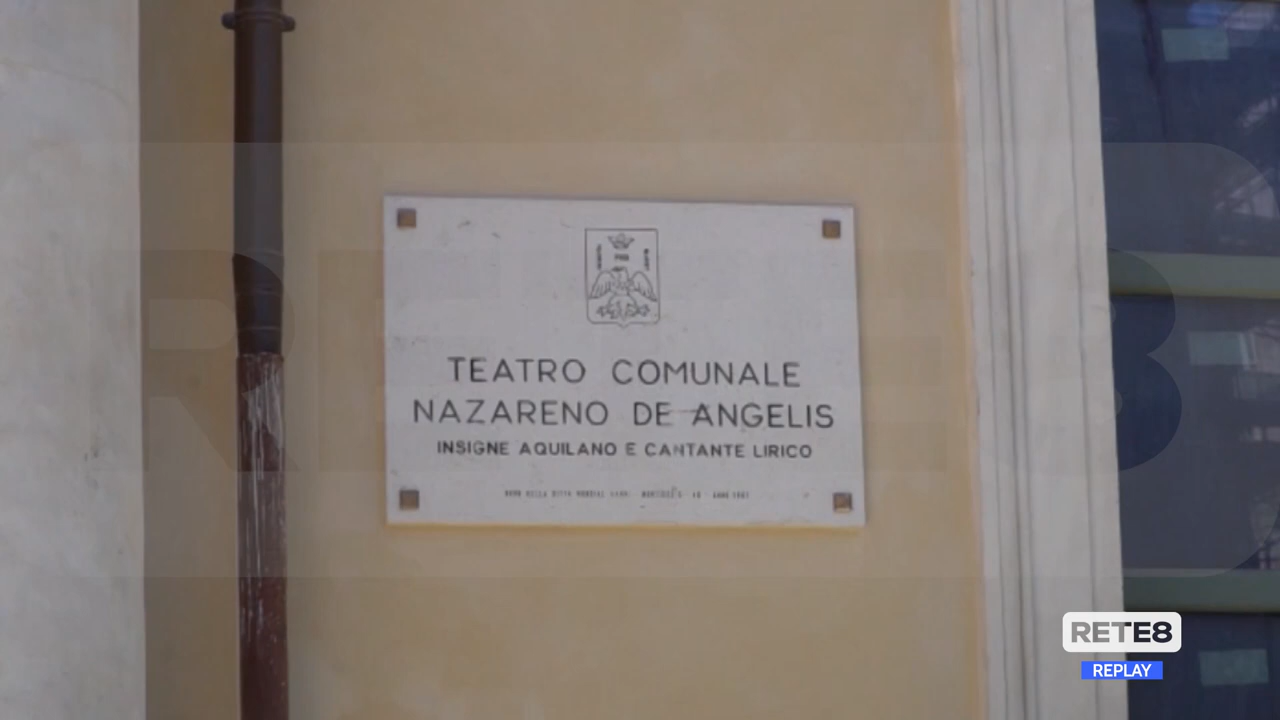 TEATRO COMUNALE
NAZARENO DE ANGELIS
INSIGNE AQUILANO E CANTANTE LIRICO
RETE8
REPLAY